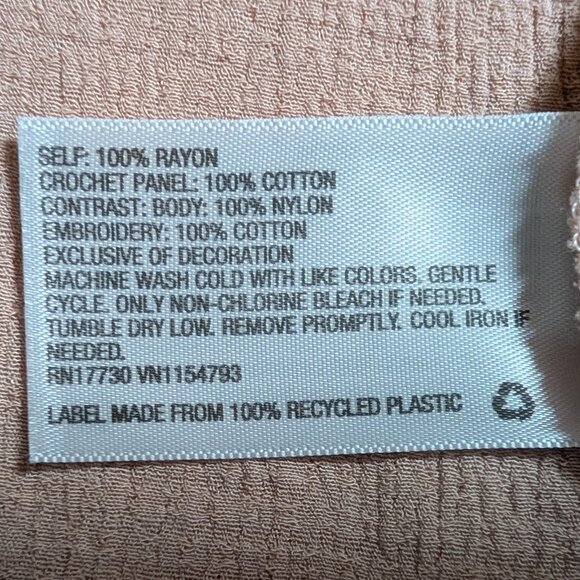 SELF: 100% RAYON
CROCHET PANEL: 100% COTTON
CONTRAST: BODY: 100% NYLON
EMBROIDERY: 100% COTTON
EXCLUSIVE OF DECORATION
MACHINE WASH COLD WITH LIKE COLORS. GENTLE
CYCLE. ONLY NON-CHLORINE BLEACH IF NEEDED.
TUMBLE DRY LOW. REMOVE PROMPTLY. COOL IRON IF
NEEDED.
RN17730 VN1154793
LABEL MADE FROM 100% RECYCLED PLASTIC